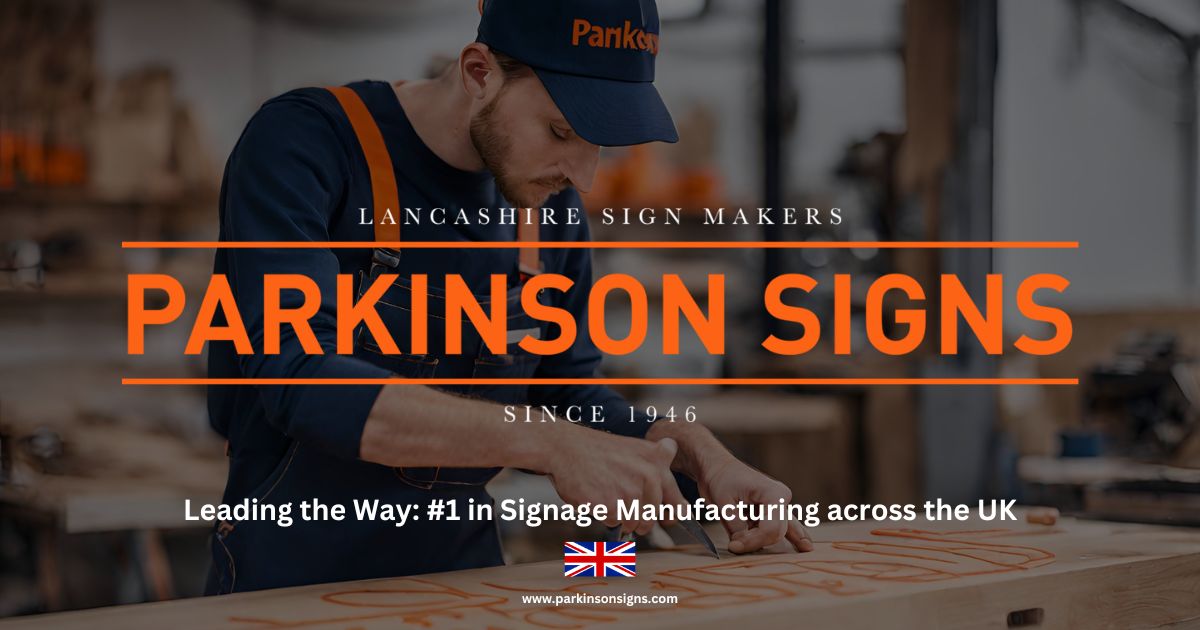 LANCASHIRE SIGN MAKERS
PARKINSON SIGNS
SINCE 1946
Leading the Way: #1 in Signage Manufacturing across the UK
www.parkinsonsigns.com